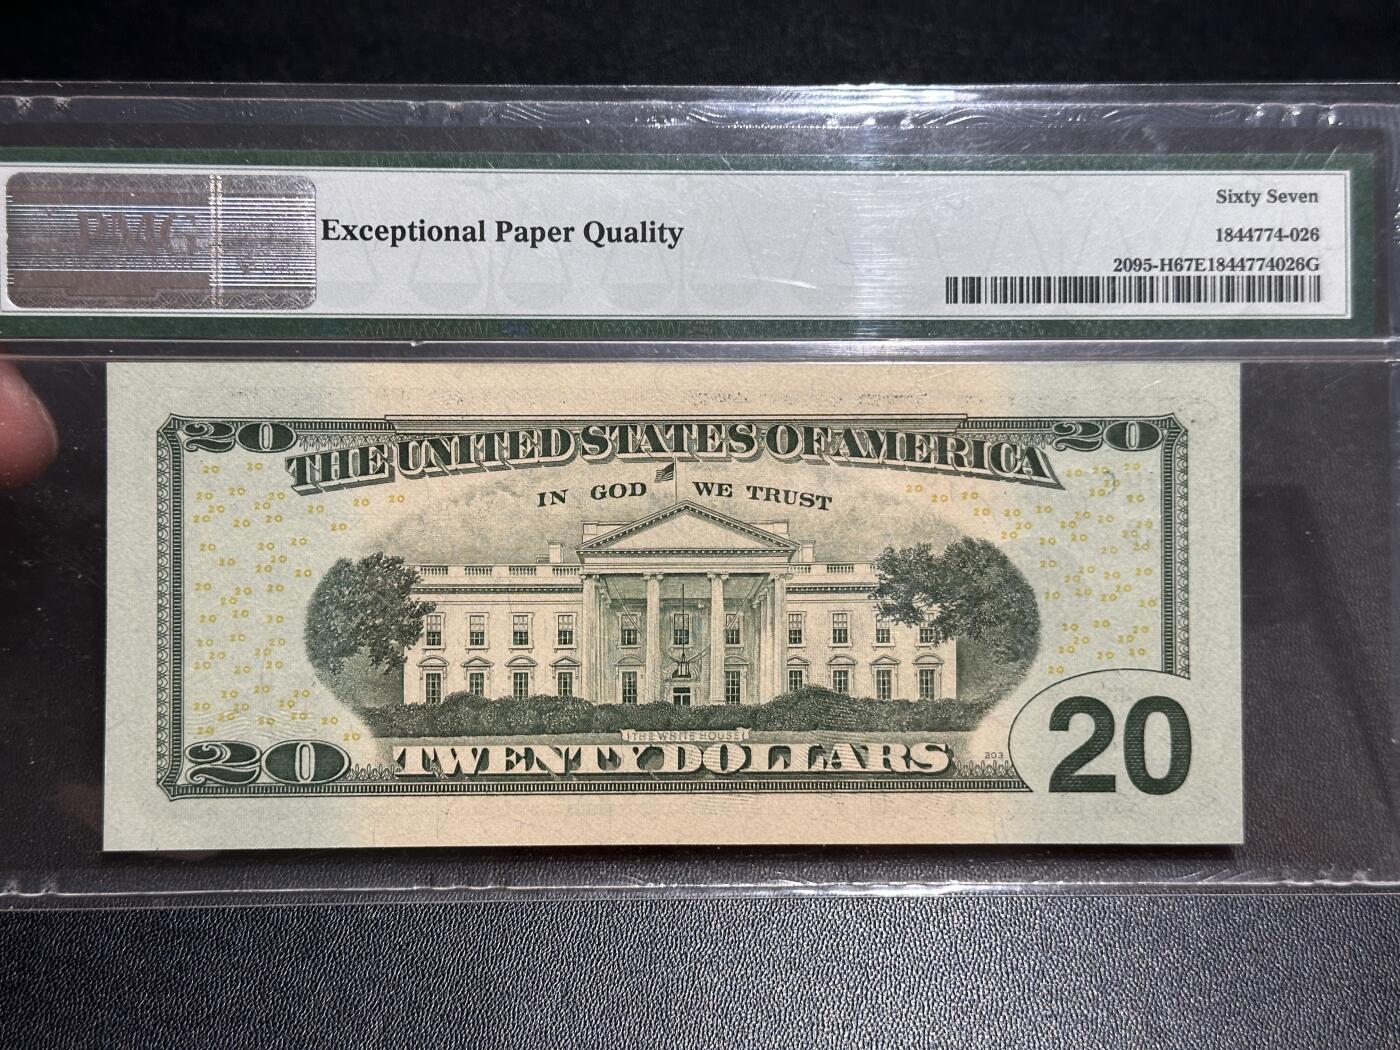 PMG
Exceptional Paper Quality
Sixty Seven
1844774-026
2095-H67E1844774026G
20
20
THE UNITED STATES OF AMERICA
IN GOD WE TRUST
THE WHITE HOUSE
20
TWENTY DOLLARS
203
20